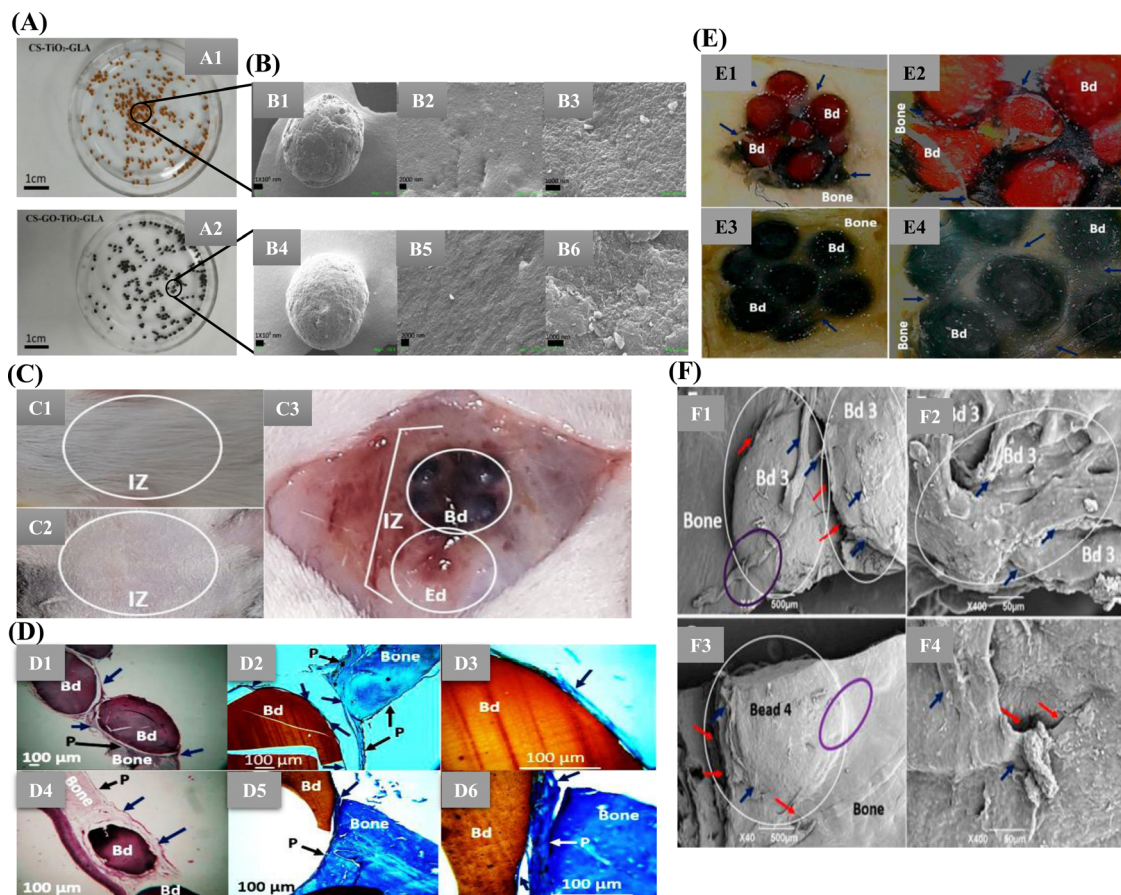 (A)
CS-TiO₂-GLA
A1
1cm
CS-GO-TiO₂-GLA
A2
1cm
(B)
B1
B2
B3
2000 nm
B4
B5
B6
(C)
C1
IZ
C2
IZ
C3
IZ
Bd
Ed
(D)
D1
Bd
P
Bone
100 µm
D2
P
Bone
Bd
P
100 µm
D3
Bd
100 µm
D4
P
Bone
Bd
Bd
100 µm
D5
Bd
Bone
P
100 µm
D6
Bd
Bone
P
100 µm
(E)
E1
Bd
Bd
Bone
E2
Bone
Bd
Bd
E3
Bone
Bd
Bd
E4
Bd
Bone
Bd
(F)
F1
Bd 3
Bd 3
Bone
500µm
F2
Bd 3
Bd 3
Bd 3
X400
50µm
F3
Bead 4
Bone
X40
500µm
F4
X400
50µm